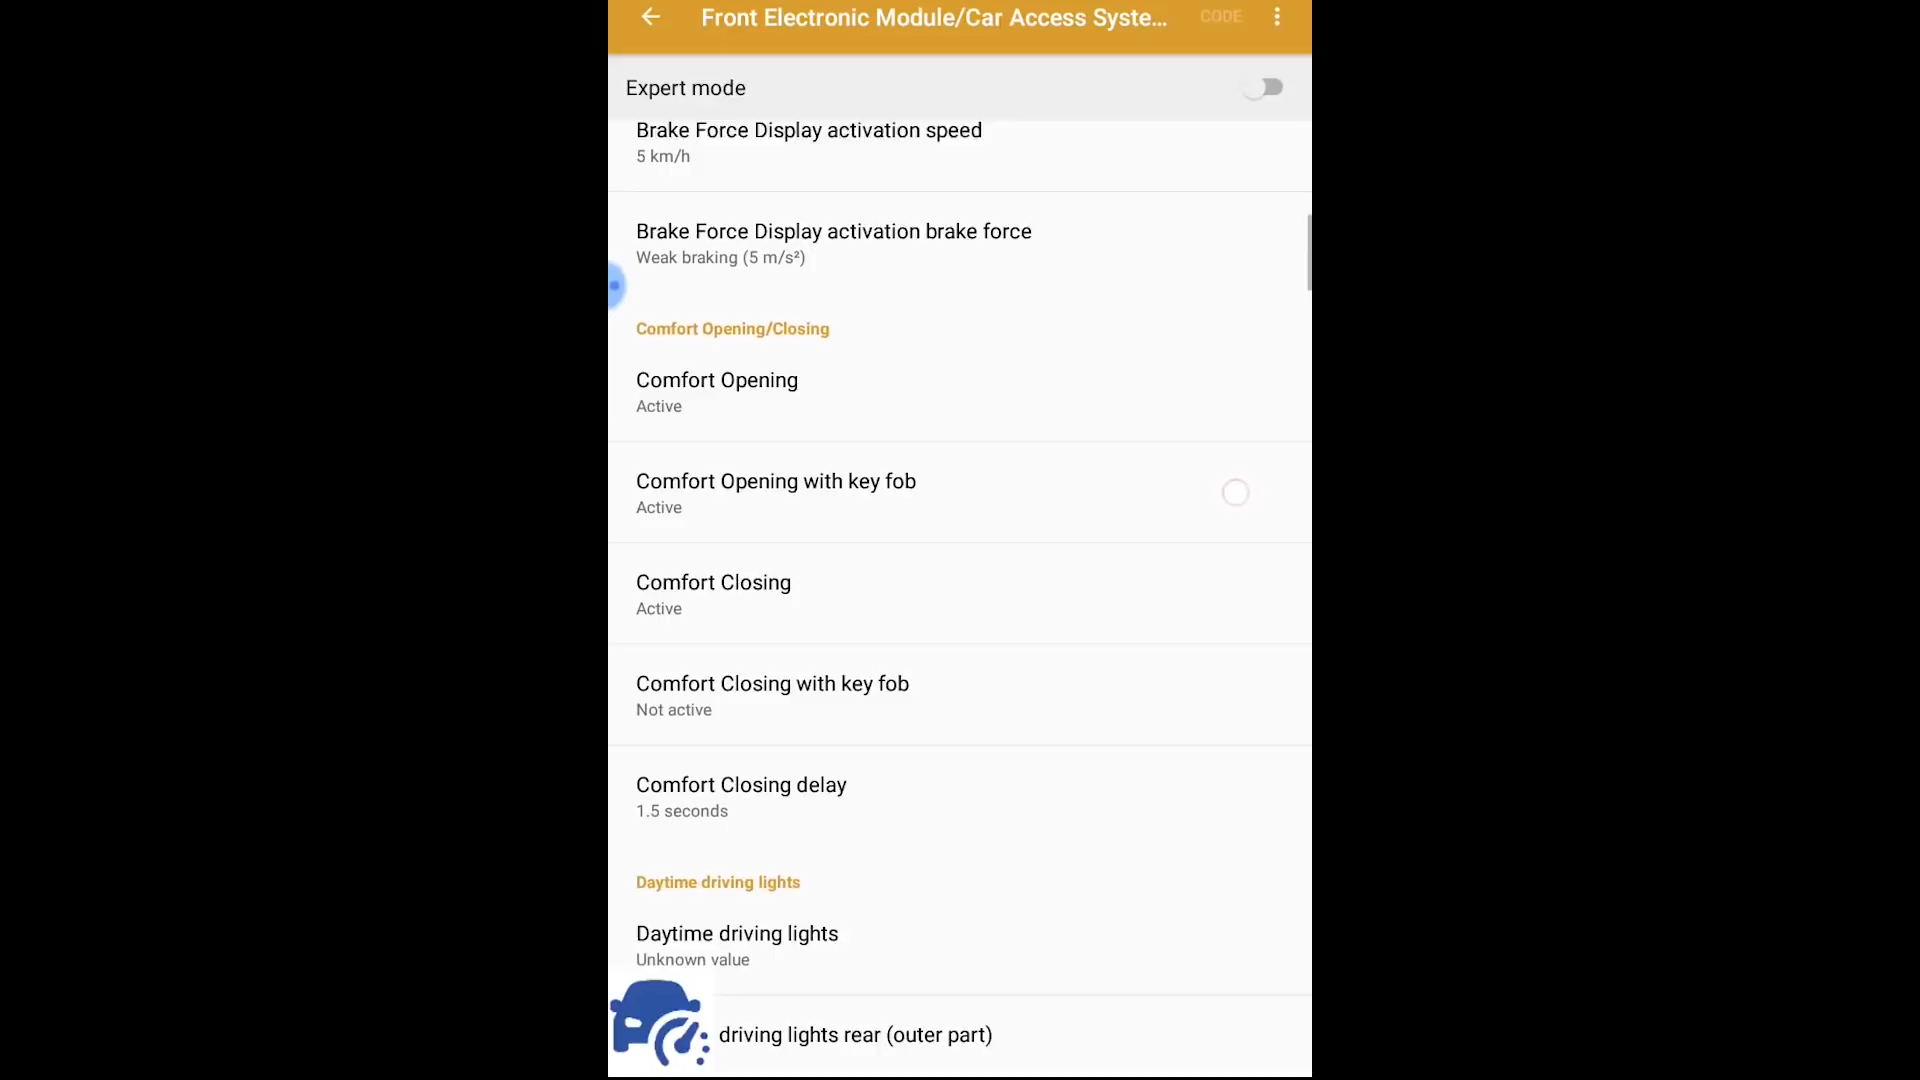 Front Electronic Module/Car Access Syste...
CODE
Expert mode
Brake Force Display activation speed
5 km/h
Brake Force Display activation brake force
Weak braking (5 m/s²)
Comfort Opening/Closing
Comfort Opening
Active
Comfort Opening with key fob
Active
Comfort Closing
Active
Comfort Closing with key fob
Not active
Comfort Closing delay
1.5 seconds
Daytime driving lights
Daytime driving lights
Unknown value
driving lights rear (outer part)